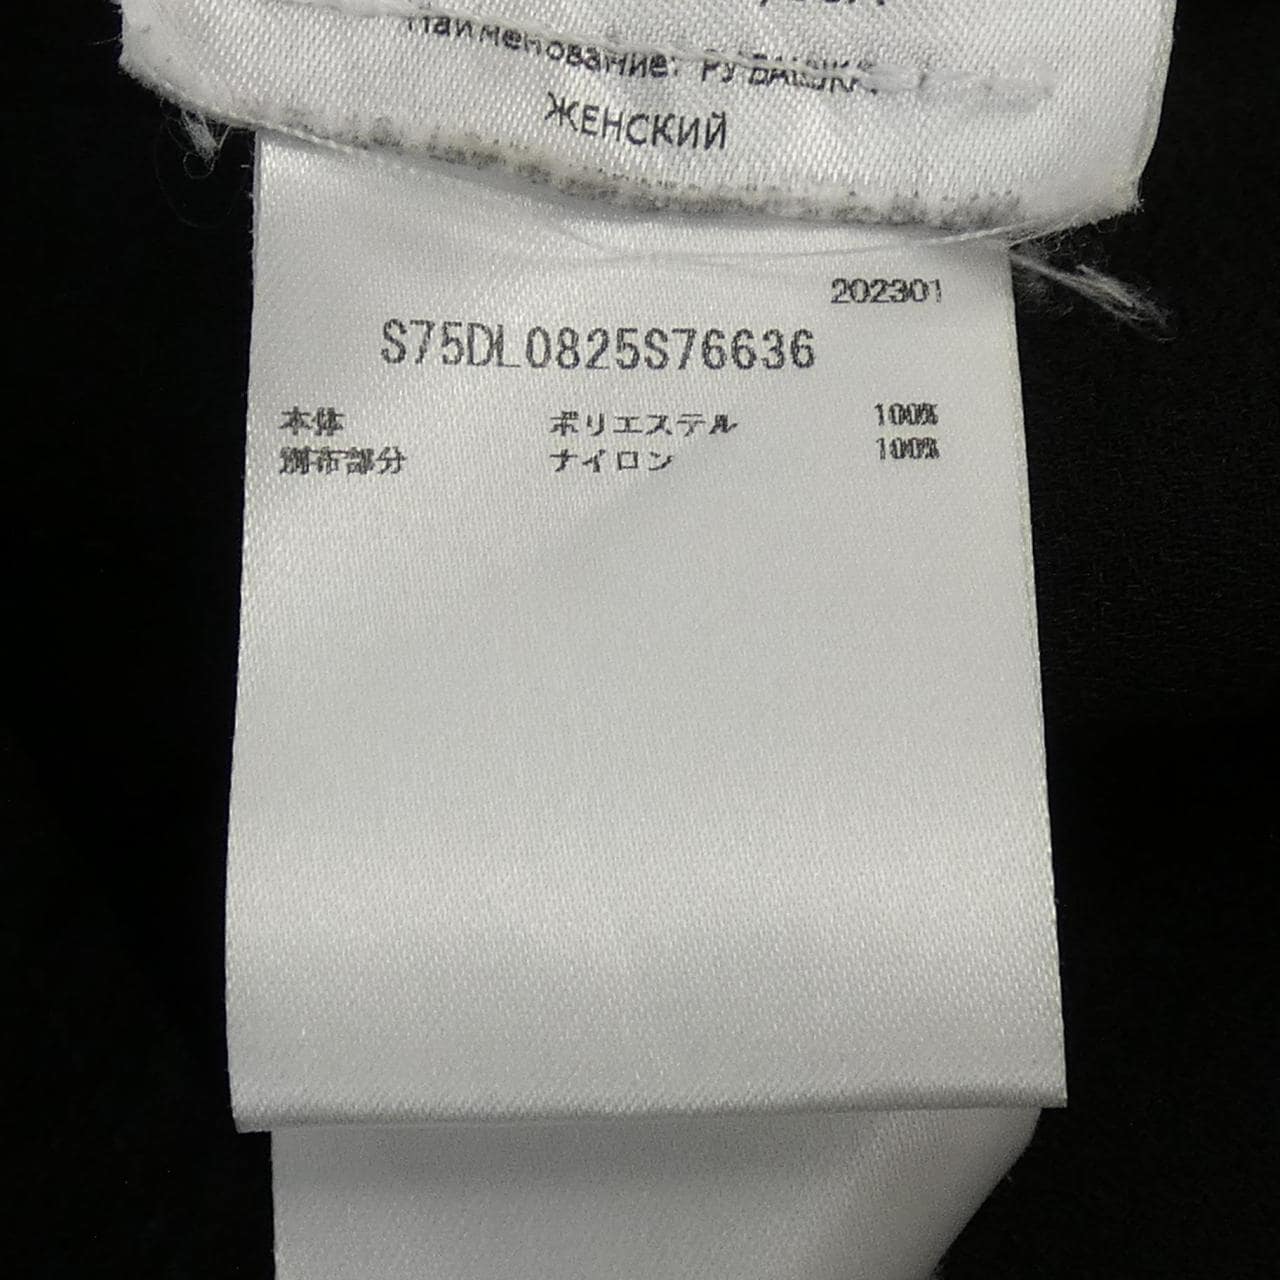 Наименование: РУБАШКА,
ЖЕНСКИЙ
202301
S75DL0825S76636
本体 ポリエステル 100%
別布部分 ナイロン 100%